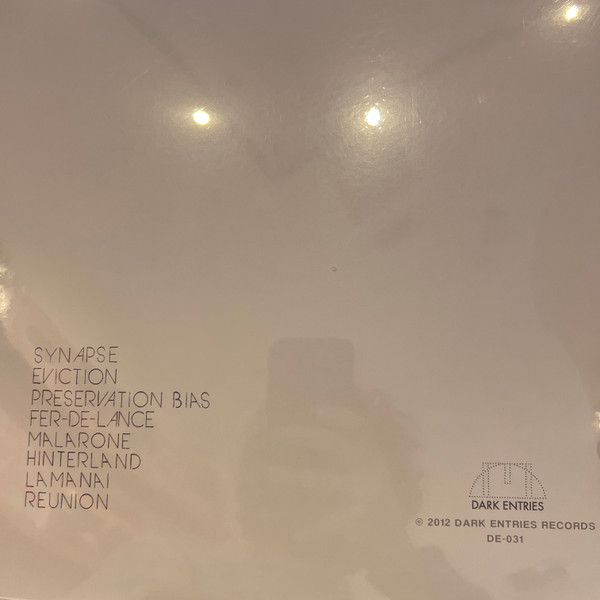 SYNAPSE
EVICTION
PRESERVATION BIAS
FER-DE-LANCE
MALARONE
HINTERLAND
LAMANAI
REUNION
DARK ENTRIES
℗ 2012 DARK ENTRIES RECORDS
DE-031